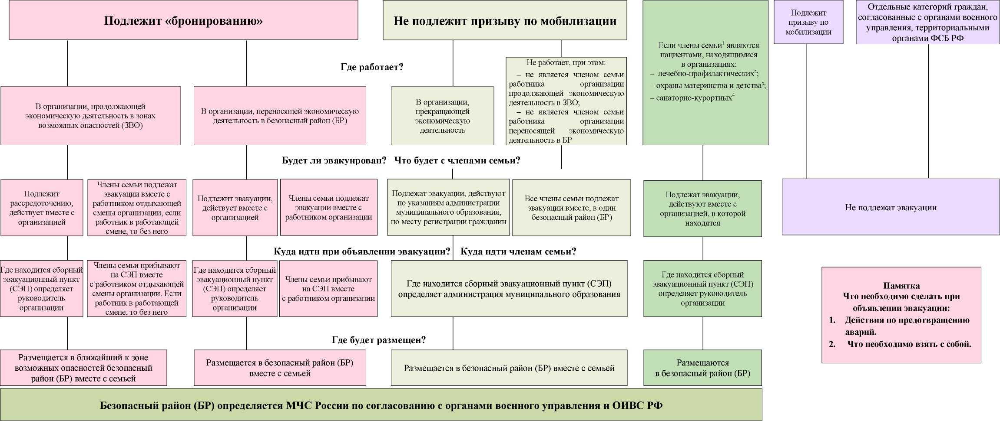 Подлежит «бронированию»
Не подлежит призыву по мобилизации
Если члены семьи¹ являются
пациентами, находящимися
в организациях:
– лечебно-профилактических²;
– охраны материнства и детства³;
– санаторно-курортных⁴
Подлежит
призыву по
мобилизации
Отдельные категорий граждан,
согласованные с органами военного
управления, территориальными
органами ФСБ РФ
Где работает?
В организации, продолжающей
экономическую деятельность в зонах
возможных опасностей (ЗВО)
В организации, переносящей экономическую
деятельность в безопасный район (БР)
В организации,
прекращающей
экономическую
деятельность
Не работает, при этом:
– не является членом семьи
работника организации
продолжающей экономическую
деятельность в ЗВО;
– не является членом семьи
работника организации
переносящей экономическую
деятельность в БР
Будет ли эвакуирован?
Что будет с членами семьи?
Подлежит
рассредоточению,
действует вместе с
организацией
Члены семьи подлежат
эвакуации вместе с
работником отдыхающей
смены организации, если
работник в работающей
смене, то без него
Подлежит эвакуации,
действует вместе с
организацией
Члены семьи подлежат
эвакуации вместе с
работником организации
Подлежат эвакуации, действуют
по указаниям администрации
муниципального образования,
по месту регистрации гражданин
Все члены семьи подлежат
эвакуации вместе, в один
безопасный район (БР)
Подлежат эвакуации,
действуют вместе с
организацией, в которой
находятся
Не подлежат эвакуации
Куда идти при объявлении эвакуации?
Куда идти членам семьи?
Где находится сборный
эвакуационный пункт
(СЭП) определяет
руководитель
организации
Члены семьи прибывают
на СЭП вместе
с работником отдыхающей
смены организации. Если
работник в работающей
смене, то без него
Где находится сборный
эвакуационный пункт
(СЭП) определяет
руководитель
организации
Члены семьи прибывают
на СЭП вместе
с работником организации
Где находится сборный эвакуационный пункт (СЭП)
определяет администрация муниципального образования
Где находится сборный
эвакуационный пункт (СЭП)
определяет руководитель
организации
Памятка
Что необходимо сделать при
объявлении эвакуации:
1. Действия по предотвращению
аварий.
2. Что необходимо взять с собой.
Где будет размещен?
Размещается в ближайший к зоне
возможных опасностей безопасный
район (БР) вместе с семьей
Размещается в безопасный район (БР)
вместе с семьей
Размещается в безопасный район (БР) вместе с семьей
Размещаются
в безопасный район (БР)
Безопасный район (БР) определяется МЧС России по согласованию с органами военного управления и ОИВС РФ